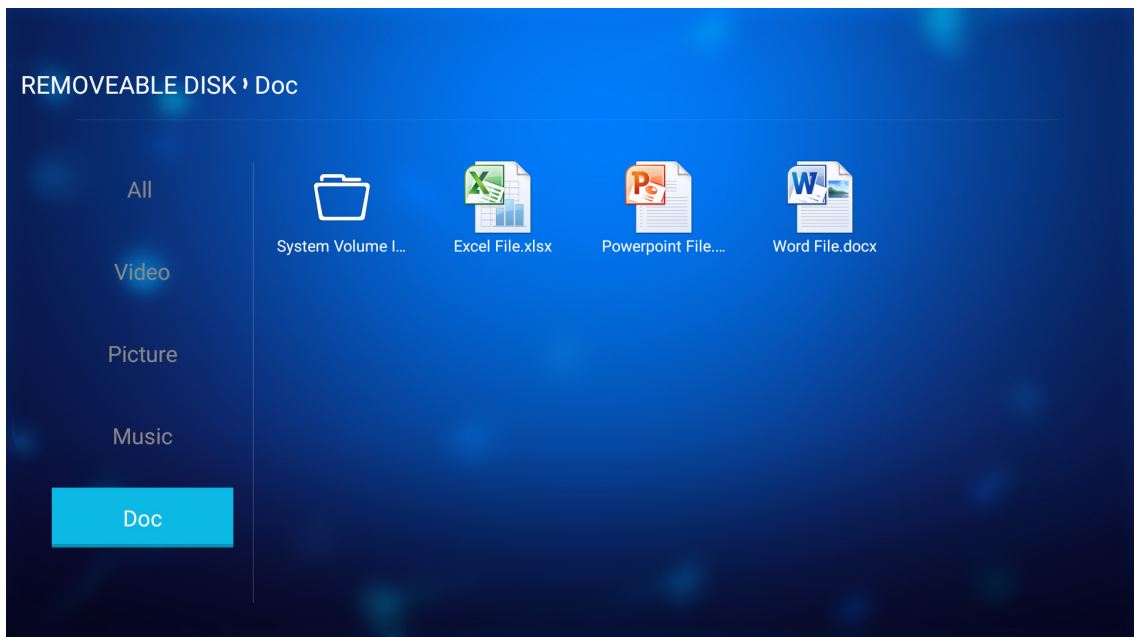 REMOVEABLE DISK Doc
All
Video
Picture
Music
Doc
System Volume I...
Excel File.xlsx
Powerpoint File....
Word File.docx